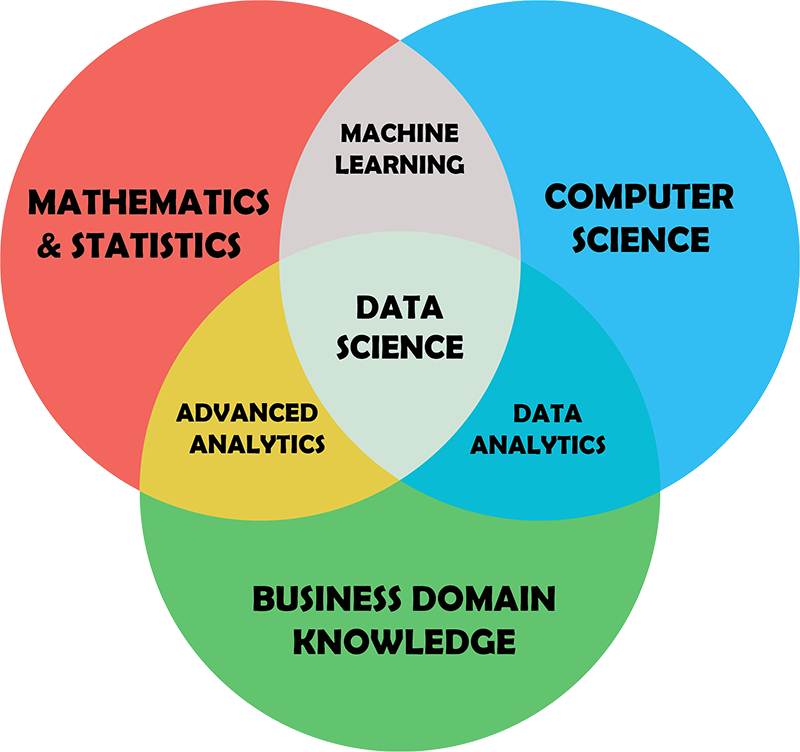 MACHINE
LEARNING
MATHEMATICS
& STATISTICS
COMPUTER
SCIENCE
DATA
SCIENCE
ADVANCED
ANALYTICS
DATA
ANALYTICS
BUSINESS DOMAIN
KNOWLEDGE